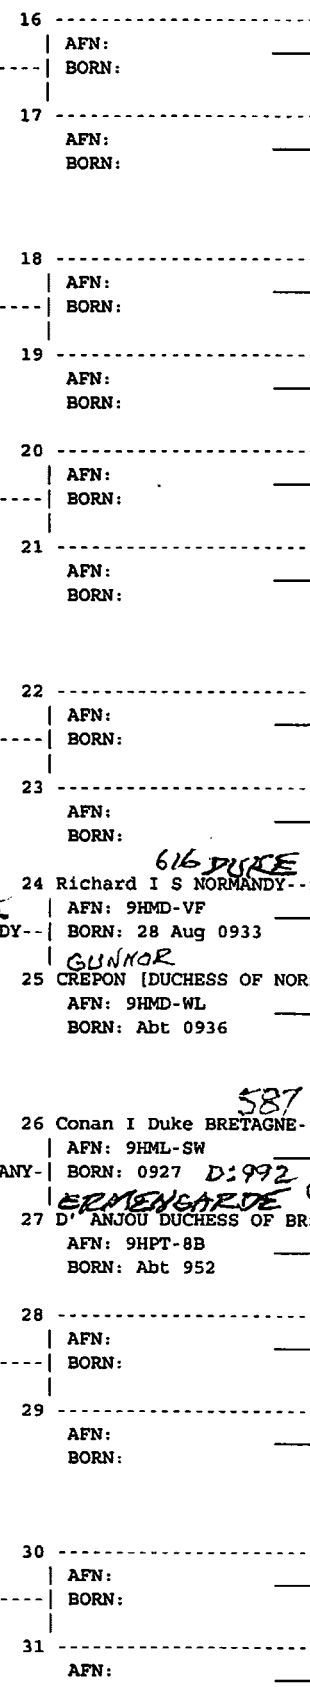 16 --------------------------
| AFN:
----| BORN:
|
17 --------------------------
AFN:
BORN:
18 --------------------------
| AFN:
----| BORN:
|
19 --------------------------
AFN:
BORN:
20 --------------------------
| AFN:
----| BORN:
|
21 --------------------------
AFN:
BORN:
22 --------------------------
| AFN:
----| BORN:
|
23 --------------------------
AFN:
BORN:
616 DUKE
24 Richard I S NORMANDY--
| AFN: 9HMD-VF
DY--| BORN: 28 Aug 0933
| GUNNOR
25 CREPON [DUCHESS OF NOR
AFN: 9HMD-WL
BORN: Abt 0936
587
26 Conan I Duke BRETAGNE-
| AFN: 9HML-SW
ANY-| BORN: 0927 D:992
| ERMENGARDE
27 D' ANJOU DUCHESS OF BR
AFN: 9HPT-8B
BORN: Abt 952
28 --------------------------
| AFN:
----| BORN:
|
29 --------------------------
AFN:
BORN:
30 --------------------------
| AFN:
----| BORN:
|
31 --------------------------
AFN: